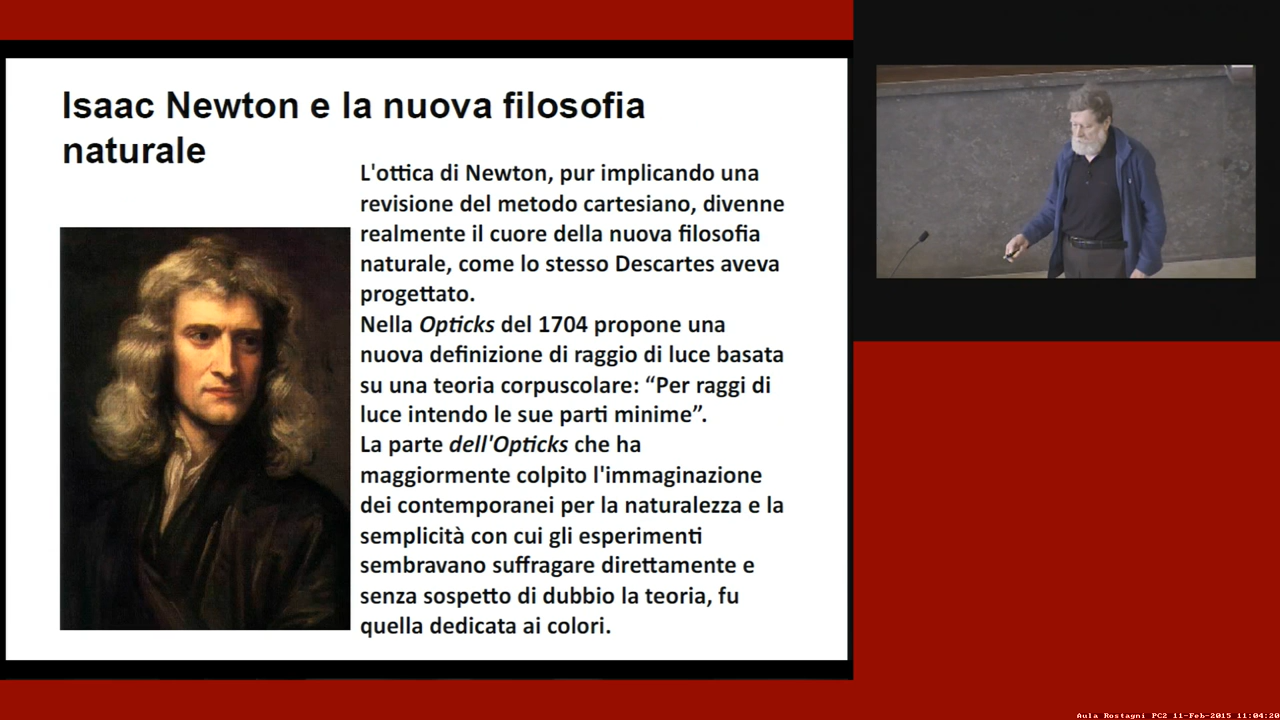 Isaac Newton e la nuova filosofia
naturale
L'ottica di Newton, pur implicando una
revisione del metodo cartesiano, divenne
realmente il cuore della nuova filosofia
naturale, come lo stesso Descartes aveva
progettato.
Nella Opticks del 1704 propone una
nuova definizione di raggio di luce basata
su una teoria corpuscolare: “Per raggi di
luce intendo le sue parti minime”.
La parte dell'Opticks che ha
maggiormente colpito l'immaginazione
dei contemporanei per la naturalezza e la
semplicità con cui gli esperimenti
sembravano suffragare direttamente e
senza sospetto di dubbio la teoria, fu
quella dedicata ai colori.
Aula Rostagni PC2 11-Feb-2015 11:04:20